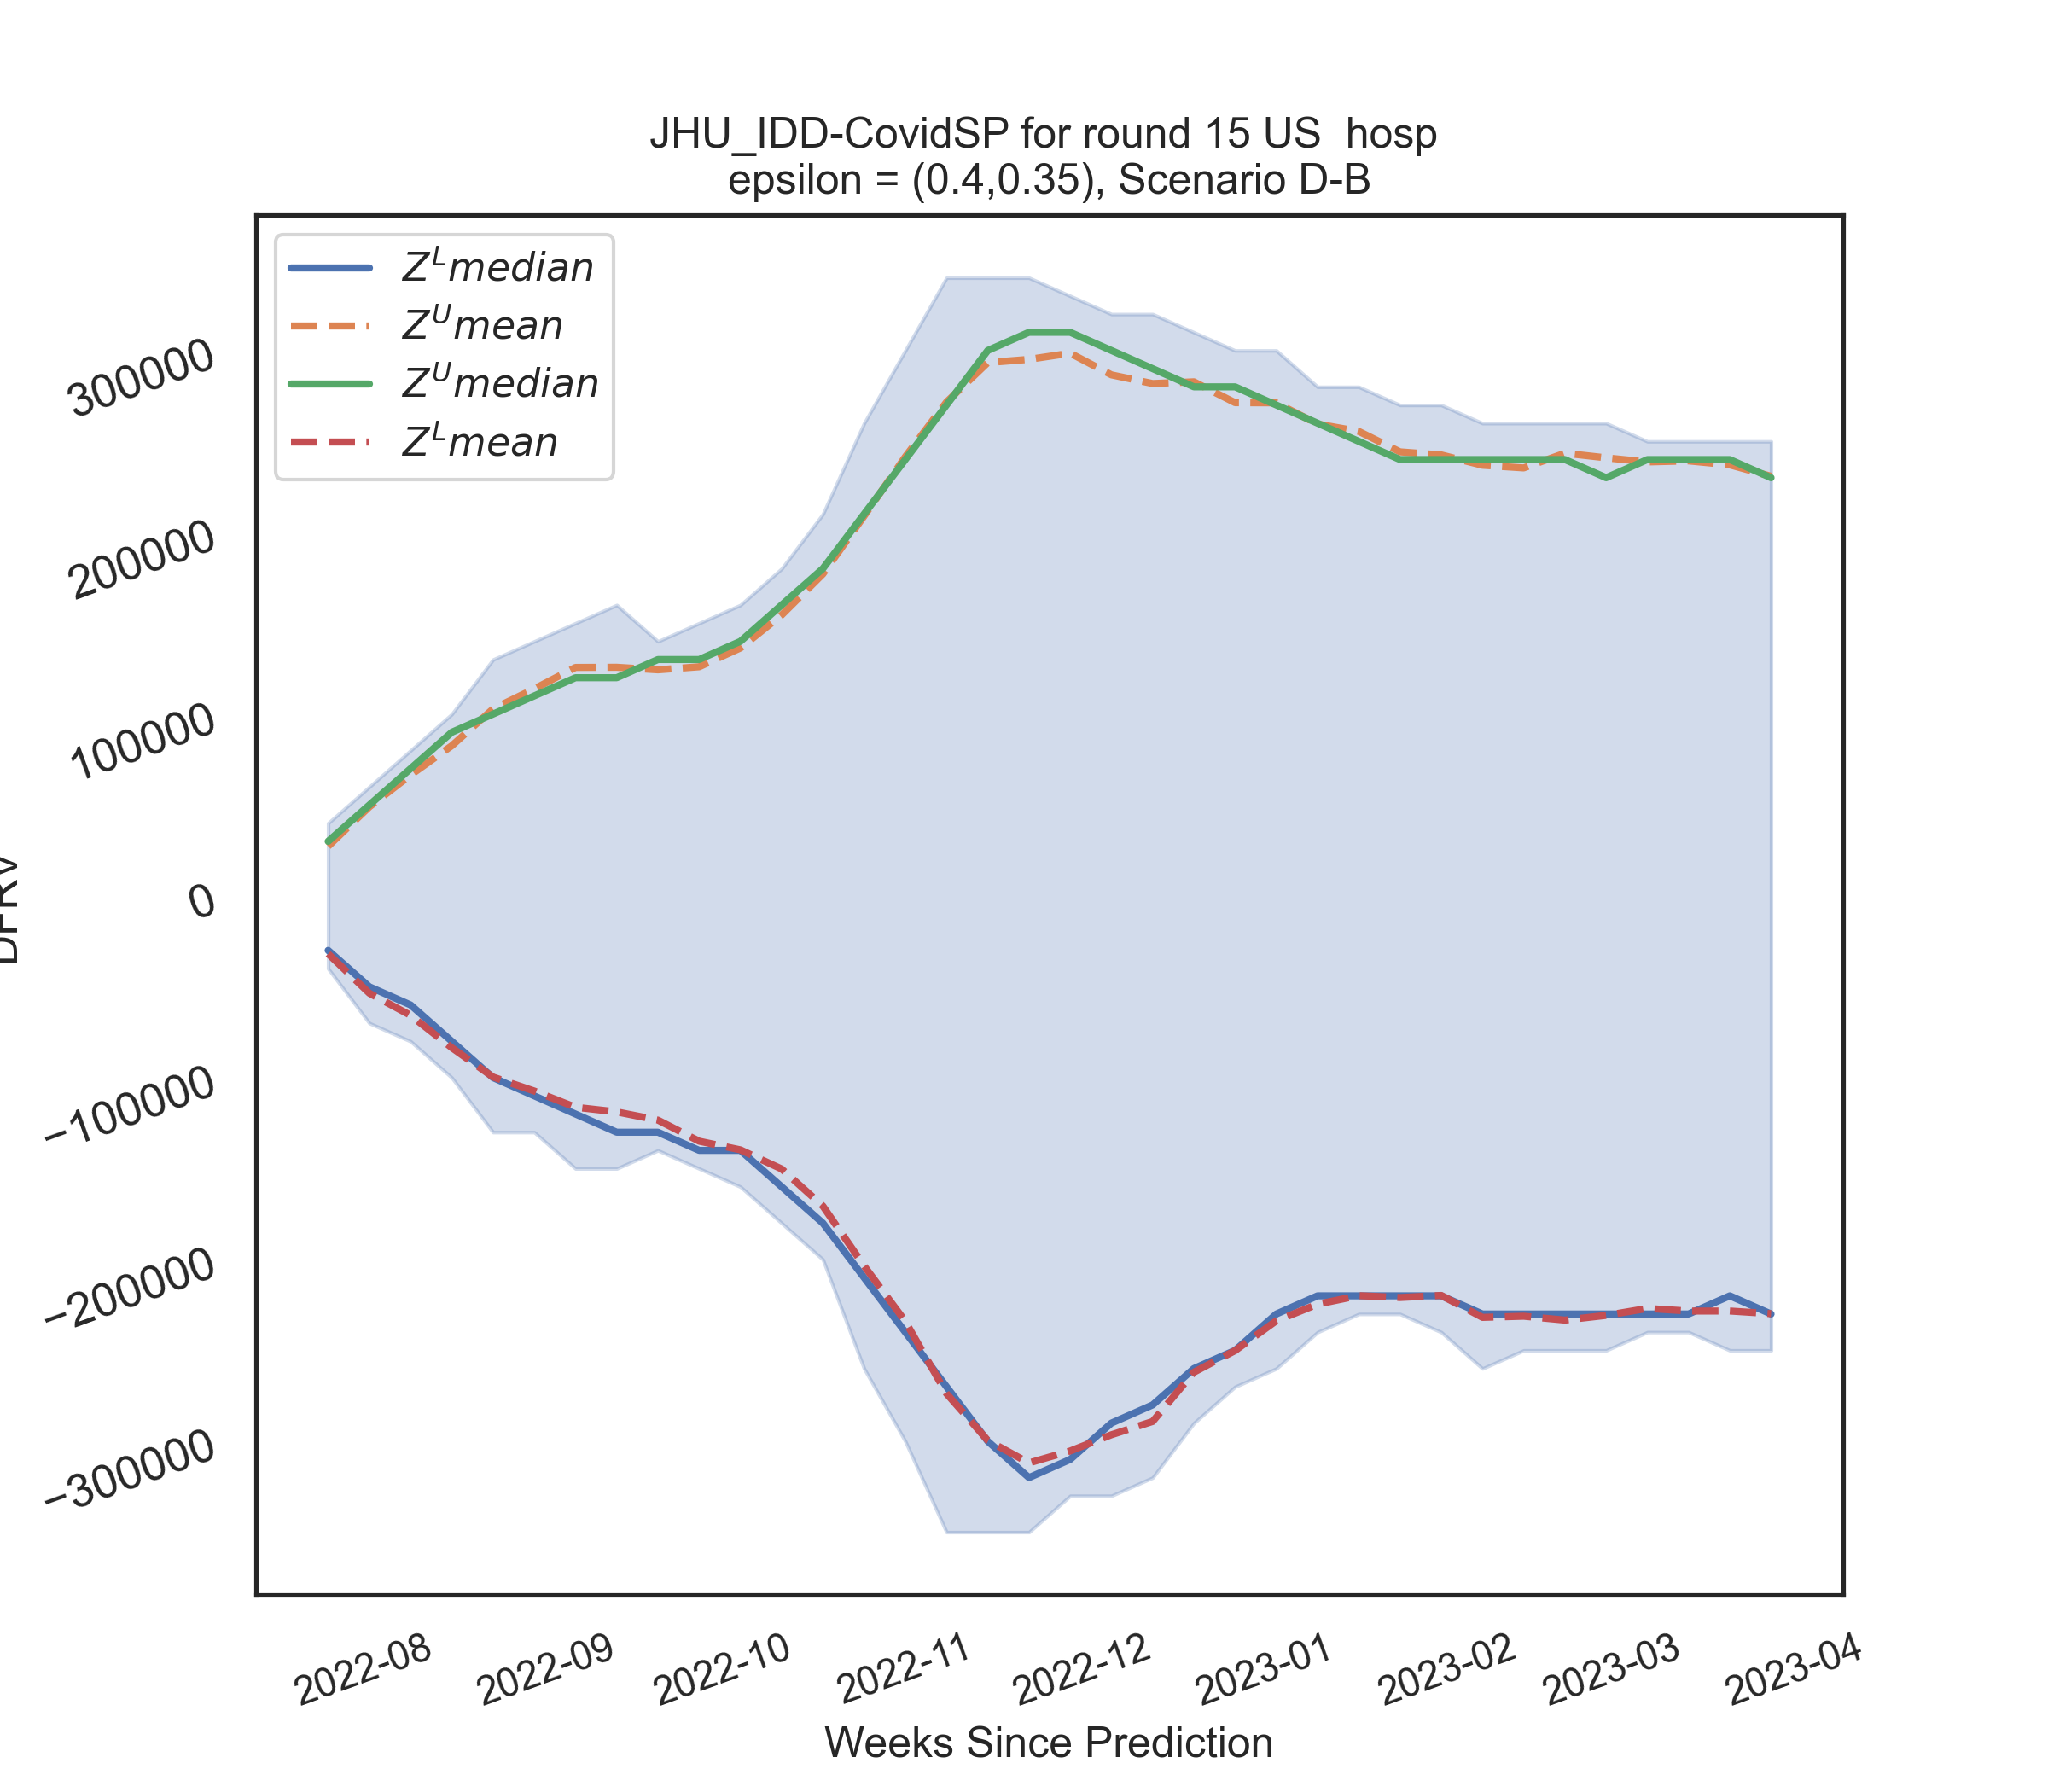 JHU_IDD-CovidSP for round 15 US  hosp
epsilon = (0.4,0.35), Scenario D-B
Z^L median
Z^U mean
Z^U median
Z^L mean
300000
200000
100000
0
−100000
−200000
−300000
2022-08
2022-09
2022-10
2022-11
2022-12
2023-01
2023-02
2023-03
2023-04
Weeks Since Prediction